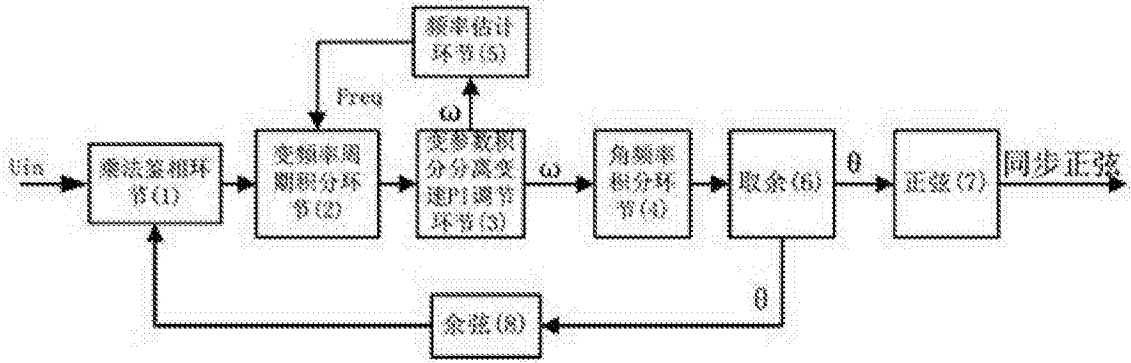 频率估计
环节(5)
Freq
ω
Uin
乘法鉴相环
节(1)
变频率周
期积分环
节(2)
变参数积
分分离变
速PI调节
环节(3)
ω
角频率
积分环
节(4)
取余(6)
θ
正弦(7)
同步正弦
θ
余弦(8)